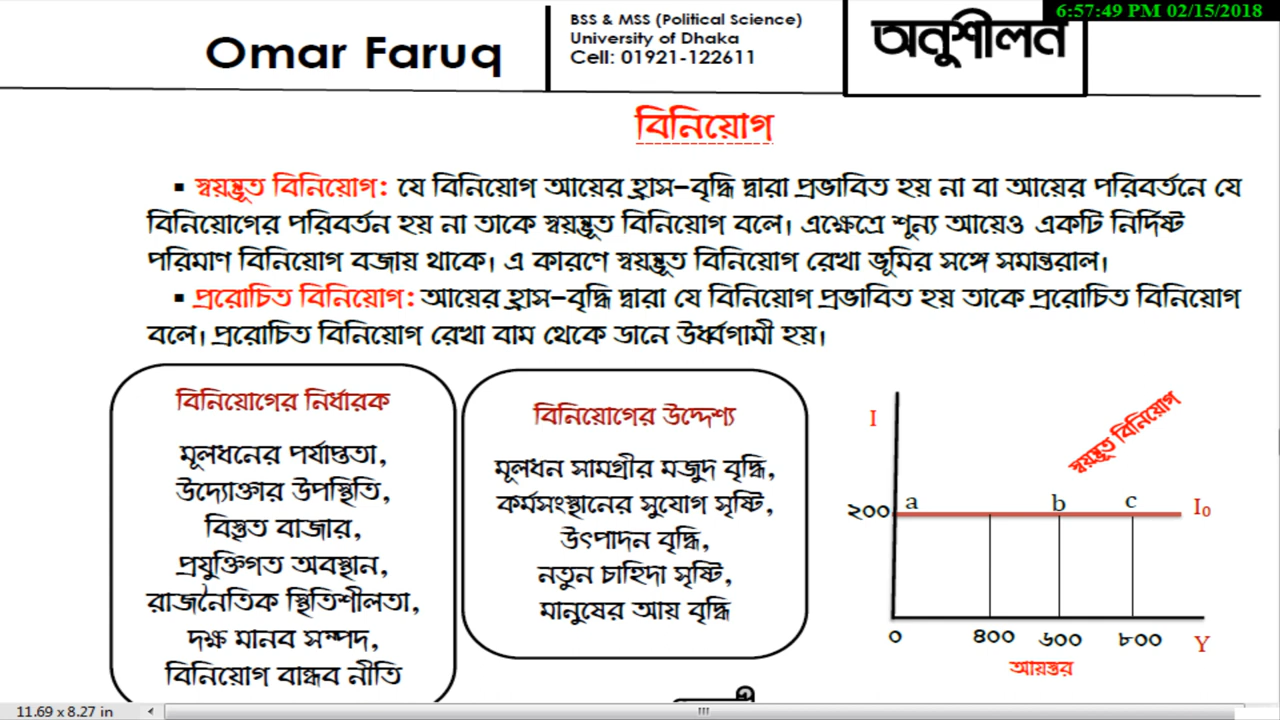 6:57:49 PM 02/15/2018
Omar Faruq
BSS & MSS (Political Science)
University of Dhaka
Cell: 01921-122611
অনুশীলন
বিনিয়োগ
▪ স্বয়ম্ভূত বিনিয়োগ: যে বিনিয়োগ আয়ের হ্রাস-বৃদ্ধি দ্বারা প্রভাবিত হয় না বা আয়ের পরিবর্তনে যে
বিনিয়োগের পরিবর্তন হয় না তাকে স্বয়ম্ভূত বিনিয়োগ বলে। এক্ষেত্রে শূন্য আয়েও একটি নির্দিষ্ট
পরিমাণ বিনিয়োগ বজায় থাকে। এ কারণে স্বয়ম্ভূত বিনিয়োগ রেখা ভূমির সঙ্গে সমান্তরাল।
▪ প্ররোচিত বিনিয়োগ: আয়ের হ্রাস-বৃদ্ধি দ্বারা যে বিনিয়োগ প্রভাবিত হয় তাকে প্ররোচিত বিনিয়োগ
বলে। প্ররোচিত বিনিয়োগ রেখা বাম থেকে ডানে উর্ধ্বগামী হয়।
বিনিয়োগের নির্ধারক
মূলধনের পর্যাপ্ততা,
উদ্যোক্তার উপস্থিতি,
বিস্তৃত বাজার,
প্রযুক্তিগত অবস্থান,
রাজনৈতিক স্থিতিশীলতা,
দক্ষ মানব সম্পদ,
বিনিয়োগ বান্ধব নীতি
বিনিয়োগের উদ্দেশ্য
মূলধন সামগ্রীর মজুদ বৃদ্ধি,
কর্মসংস্থানের সুযোগ সৃষ্টি,
উৎপাদন বৃদ্ধি,
নতুন চাহিদা সৃষ্টি,
মানুষের আয় বৃদ্ধি
I
স্বয়ম্ভূত বিনিয়োগ
২০০ a b c I₀
০ ৪০০ ৬০০ ৮০০ Y
আয়স্তর
11.69 x 8.27 in